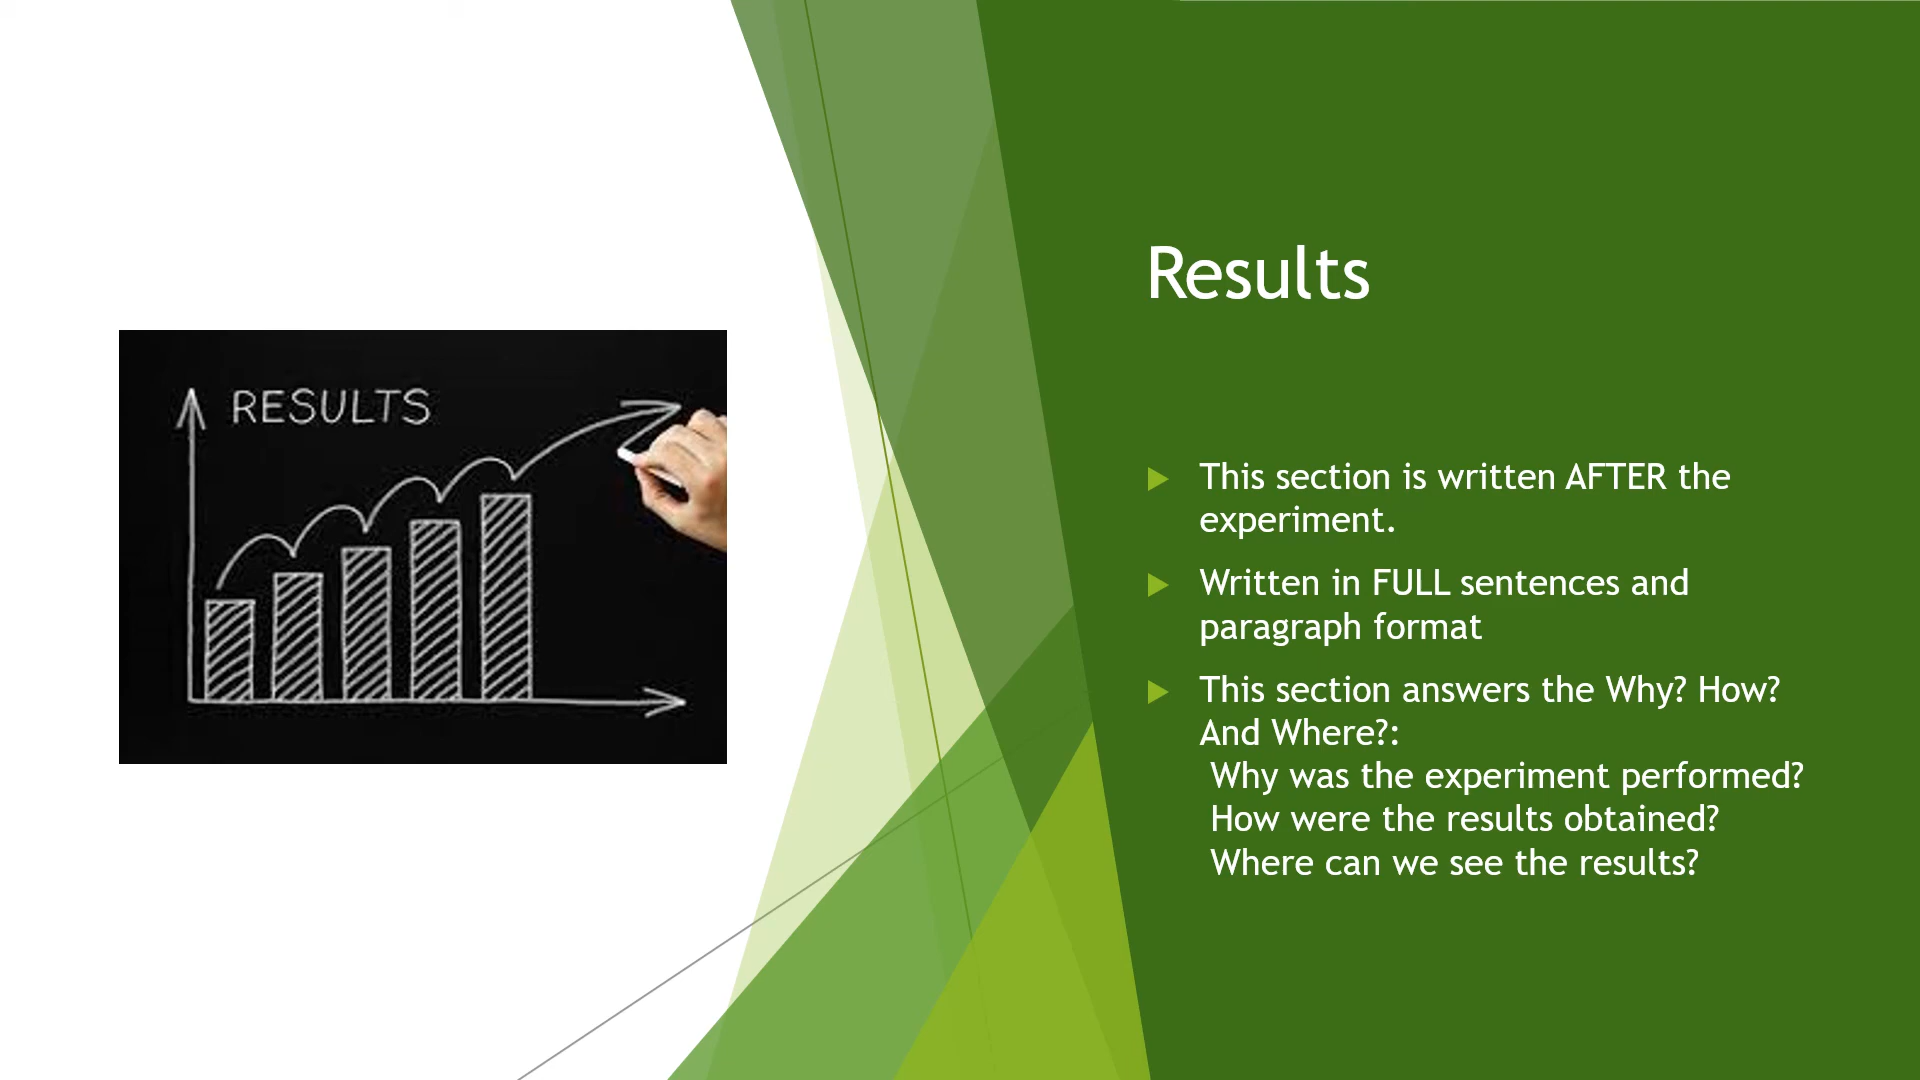 RESULTS
Results
This section is written AFTER the
experiment.
Written in FULL sentences and
paragraph format
This section answers the Why? How?
And Where?:
Why was the experiment performed?
How were the results obtained?
Where can we see the results?